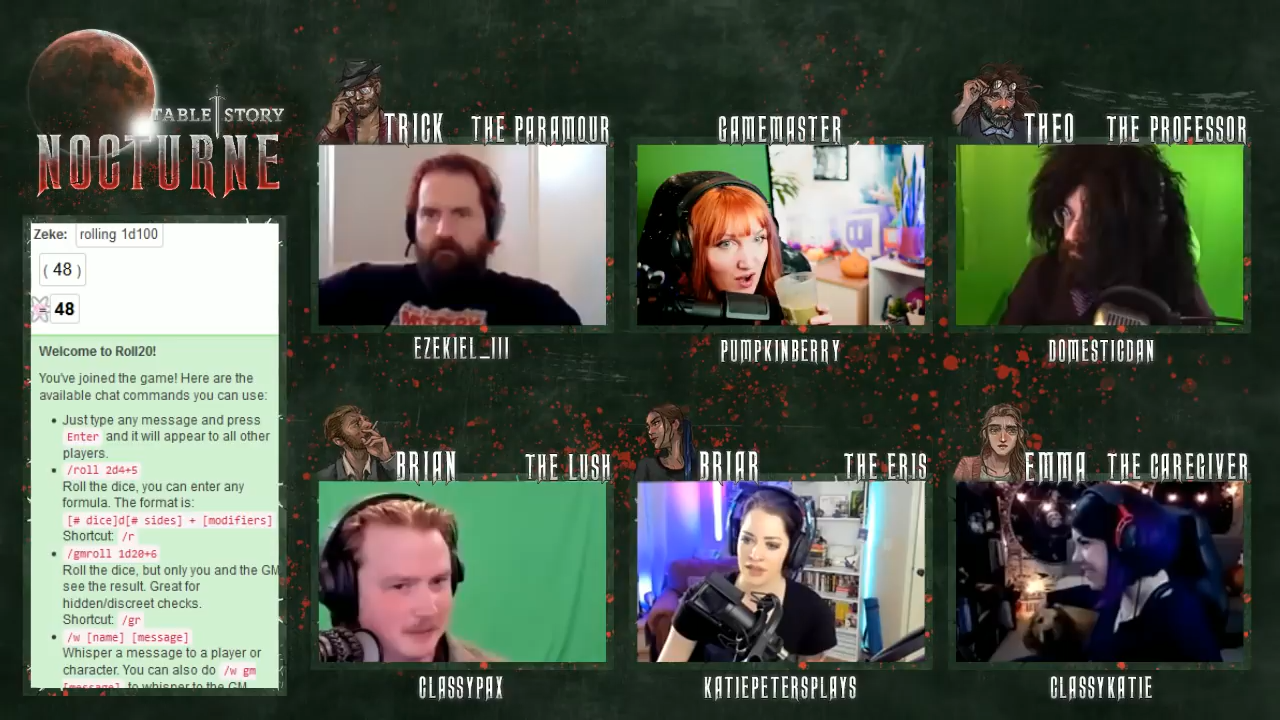 TABLE STORY
NOCTURNE
Zeke: rolling 1d100
( 48 )
= 48
Welcome to Roll20!
You've joined the game! Here are the
available chat commands you can use:
• Just type any message and press
Enter and it will appear to all other
players.
• /roll 2d4+5
Roll the dice, you can enter any
formula. The format is:
[# dice]d[# sides] + [modifiers]
Shortcut: /r
• /gmroll 1d20+6
Roll the dice, but only you and the GM
see the result. Great for
hidden/discreet checks.
Shortcut: /gr
• /w [name] [message]
Whisper a message to a player or
character. You can also do /w gm
[message] to whisper to the GM
TRICK THE PARAMOUR
EZEKIEL_III
GAMEMASTER
PUMPKINBERRY
THEO THE PROFESSOR
DOMESTICDAN
BRIAN THE LUSH
CLASSYPAX
BRIAR THE ERIS
KATIEPETERSPLAYS
EMMA THE CAREGIVER
CLASSYKATIE